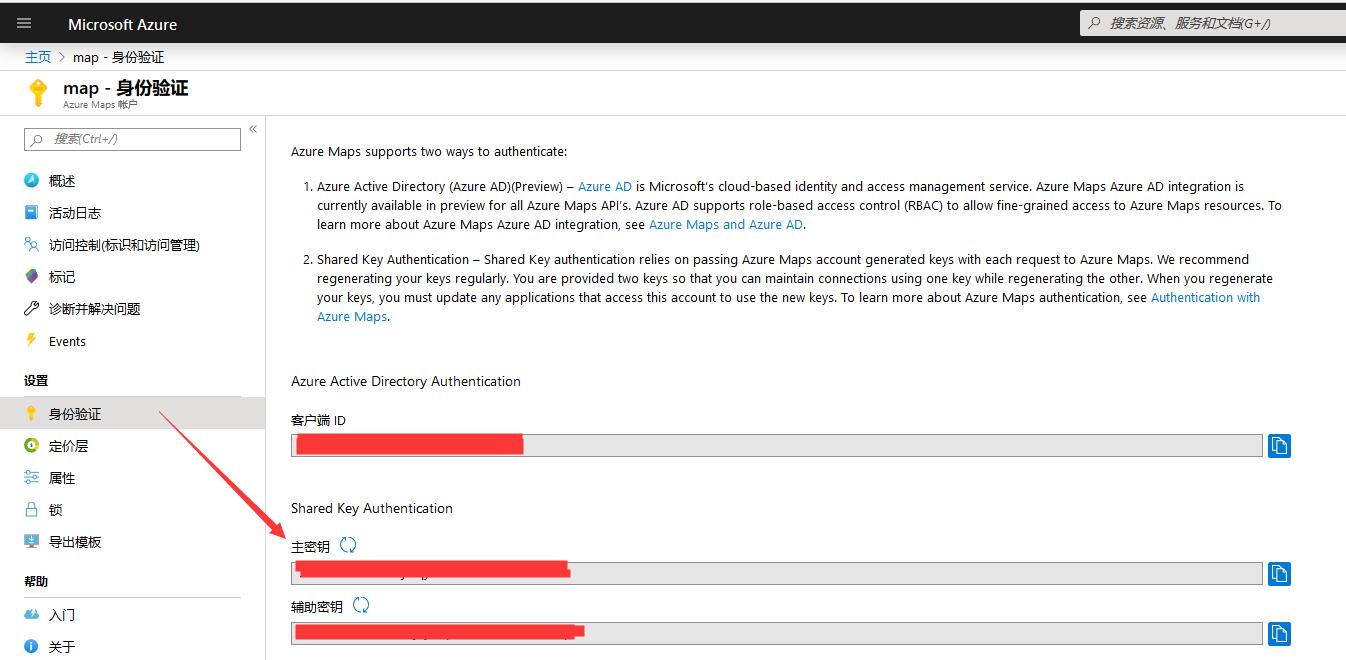 Microsoft Azure
搜索资源、服务和文档(G+/)
主页 > map - 身份验证
map - 身份验证
Azure Maps 帐户
搜索(Ctrl+/)
«
概述
活动日志
访问控制(标识和访问管理)
标记
诊断并解决问题
Events
设置
身份验证
定价层
属性
锁
导出模板
帮助
入门
关于
Azure Maps supports two ways to authenticate:
1. Azure Active Directory (Azure AD)(Preview) – Azure AD is Microsoft's cloud-based identity and access management service. Azure Maps Azure AD integration is
currently available in preview for all Azure Maps API's. Azure AD supports role-based access control (RBAC) to allow fine-grained access to Azure Maps resources. To
learn more about Azure Maps Azure AD integration, see Azure Maps and Azure AD.
2. Shared Key Authentication – Shared Key authentication relies on passing Azure Maps account generated keys with each request to Azure Maps. We recommend
regenerating your keys regularly. You are provided two keys so that you can maintain connections using one key while regenerating the other. When you regenerate
your keys, you must update any applications that access this account to use the new keys. To learn more about Azure Maps authentication, see Authentication with
Azure Maps.
Azure Active Directory Authentication
客户端 ID
Shared Key Authentication
主密钥
辅助密钥